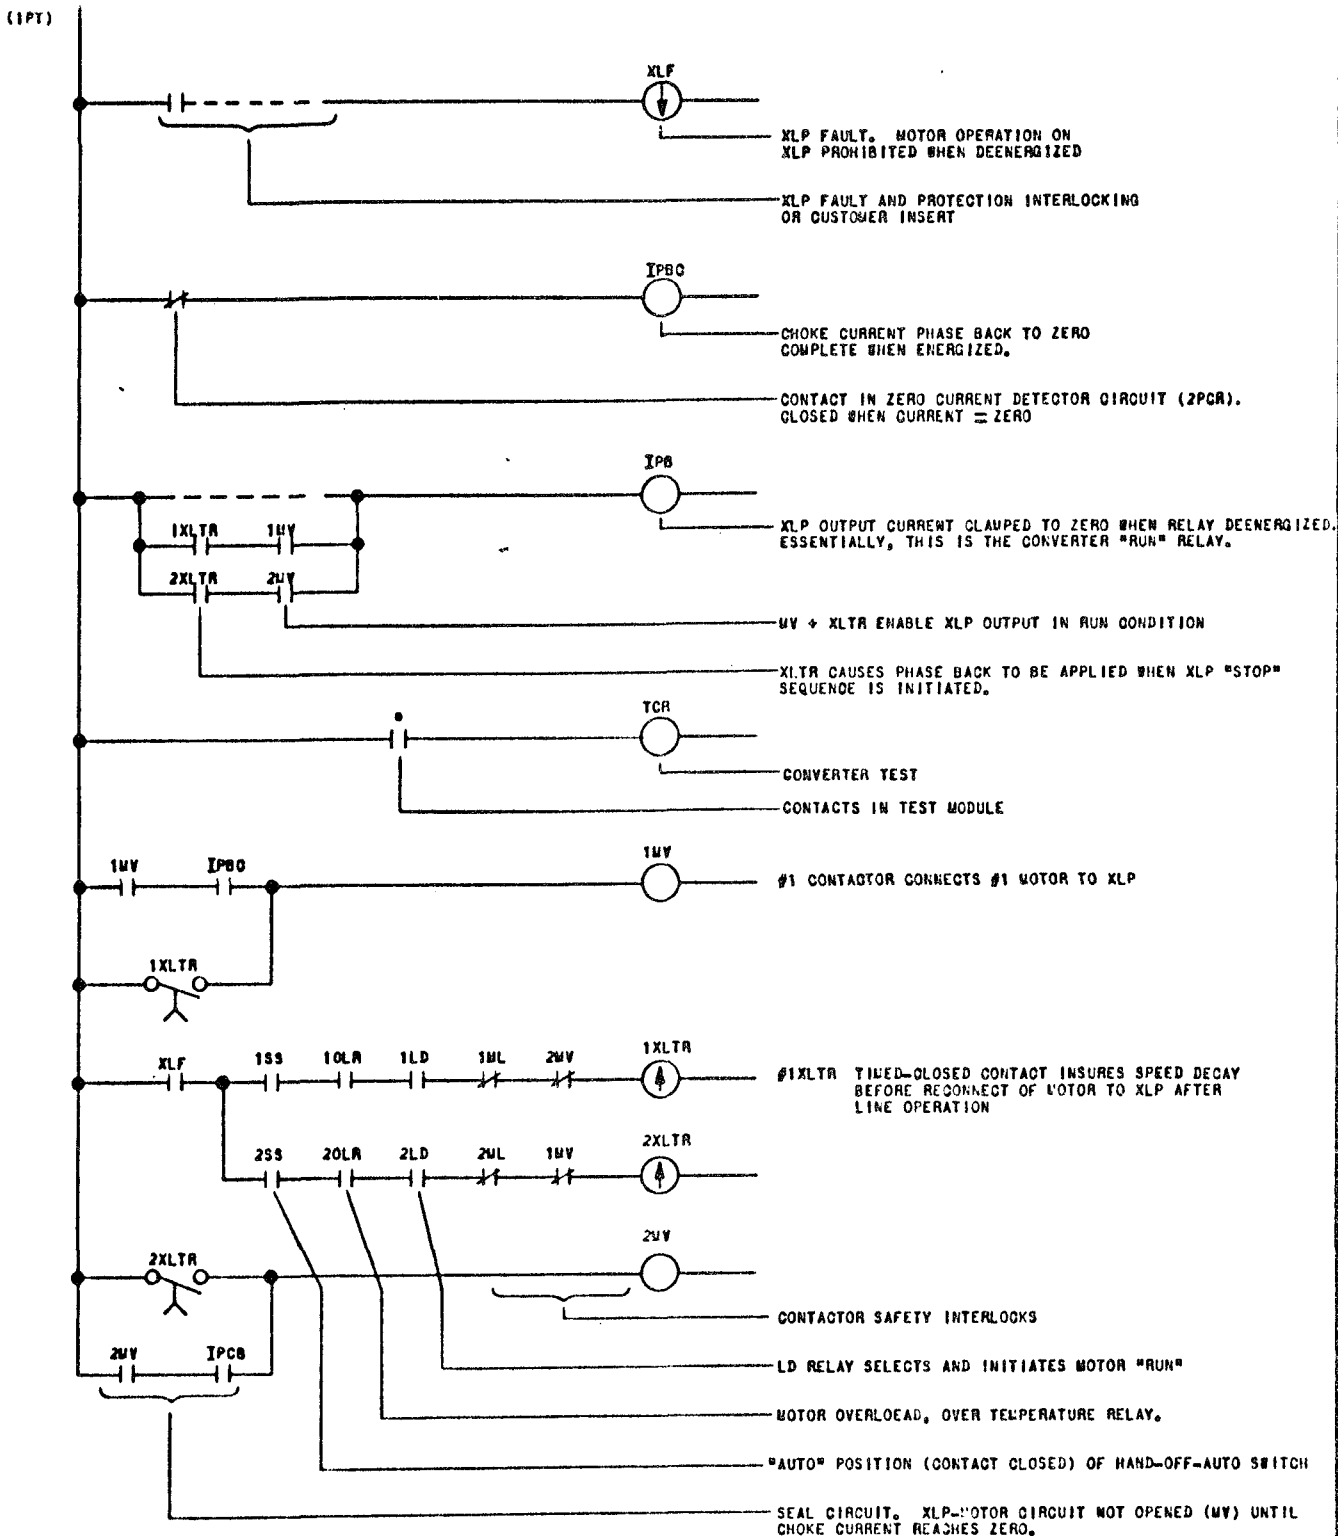 (1PT)
XLF
XLP FAULT. MOTOR OPERATION ON
XLP PROHIBITED WHEN DEENERGIZED
XLP FAULT AND PROTECTION INTERLOCKING
OR CUSTOMER INSERT
IPBC
CHOKE CURRENT PHASE BACK TO ZERO
COMPLETE WHEN ENERGIZED.
CONTACT IN ZERO CURRENT DETECTOR CIRCUIT (2PCR).
CLOSED WHEN CURRENT = ZERO
IPB
XLP OUTPUT CURRENT CLAMPED TO ZERO WHEN RELAY DEENERGIZED.
ESSENTIALLY, THIS IS THE CONVERTER "RUN" RELAY.
1XLTR 1MV
2XLTR 2MV
MV + XLTR ENABLE XLP OUTPUT IN RUN CONDITION
XLTR CAUSES PHASE BACK TO BE APPLIED WHEN XLP "STOP"
SEQUENCE IS INITIATED.
TCR
CONVERTER TEST
CONTACTS IN TEST MODULE
1MV IPBC 1MV
#1 CONTACTOR CONNECTS #1 MOTOR TO XLP
1XLTR
XLF 1SS 1OLR 1LD 1ML 2MV 1XLTR
#1XLTR TIMED-CLOSED CONTACT INSURES SPEED DECAY
BEFORE RECONNECT OF MOTOR TO XLP AFTER
LINE OPERATION
2SS 2OLR 2LD 2ML 1MV 2XLTR
2XLTR 2MV
CONTACTOR SAFETY INTERLOCKS
2MV IPCB
LD RELAY SELECTS AND INITIATES MOTOR "RUN"
MOTOR OVERLOEAD, OVER TEMPERATURE RELAY.
"AUTO" POSITION (CONTACT CLOSED) OF HAND-OFF-AUTO SWITCH
SEAL CIRCUIT. XLP-MOTOR CIRCUIT NOT OPENED (MV) UNTIL
CHOKE CURRENT REACHES ZERO.